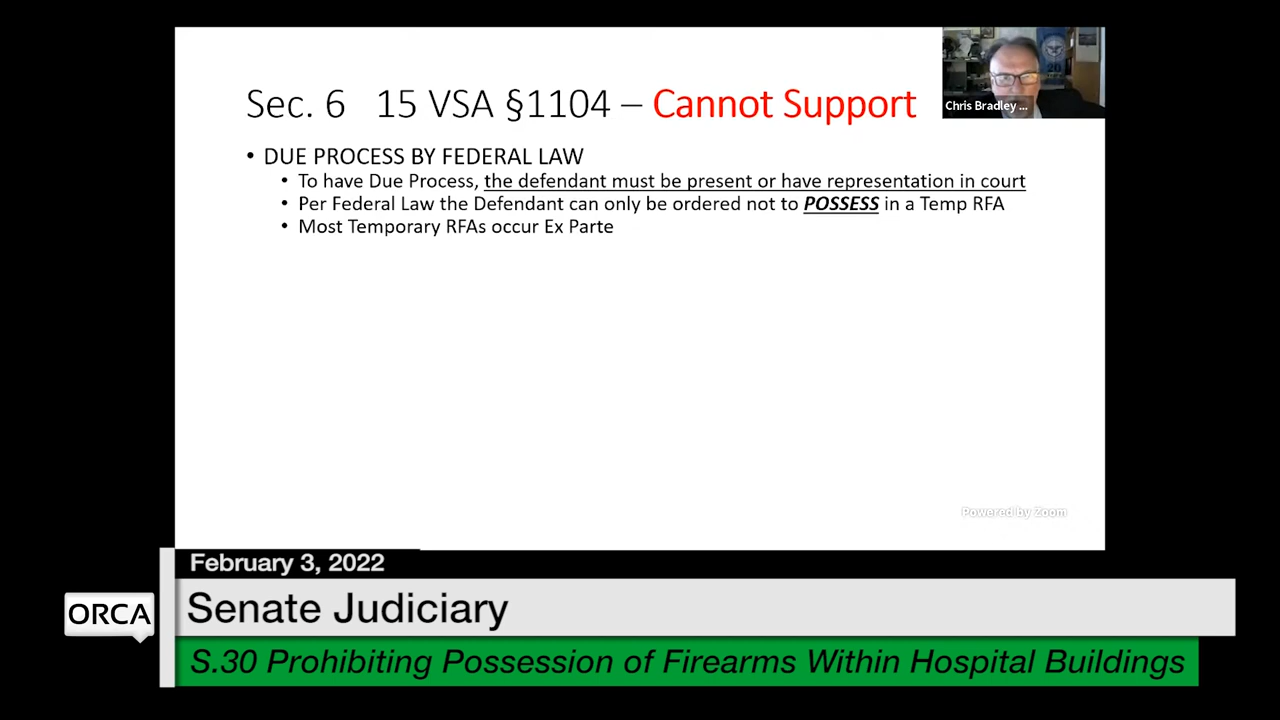 Sec. 6 15 VSA §1104 – Cannot Support
Chris Bradley ...
• DUE PROCESS BY FEDERAL LAW
• To have Due Process, the defendant must be present or have representation in court
• Per Federal Law the Defendant can only be ordered not to POSSESS in a Temp RFA
• Most Temporary RFAs occur Ex Parte
Powered by Zoom
February 3, 2022
ORCA
Senate Judiciary
S.30 Prohibiting Possession of Firearms Within Hospital Buildings